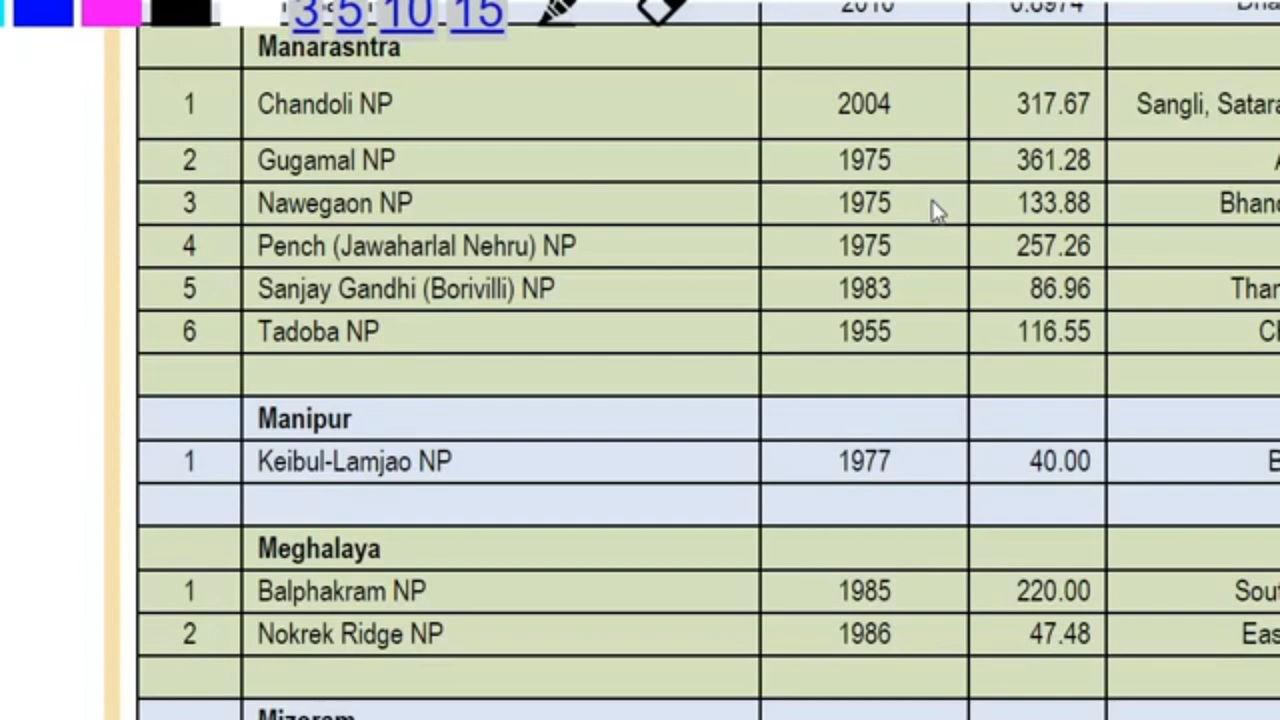 3 5 10 15
2010 0.8974
Maharashtra
1 Chandoli NP 2004 317.67 Sangli, Satara
2 Gugamal NP 1975 361.28
3 Nawegaon NP 1975 133.88
4 Pench (Jawaharlal Nehru) NP 1975 257.26
5 Sanjay Gandhi (Borivilli) NP 1983 86.96
6 Tadoba NP 1955 116.55
Manipur
1 Keibul-Lamjao NP 1977 40.00
Meghalaya
1 Balphakram NP 1985 220.00
2 Nokrek Ridge NP 1986 47.48
Mizoram